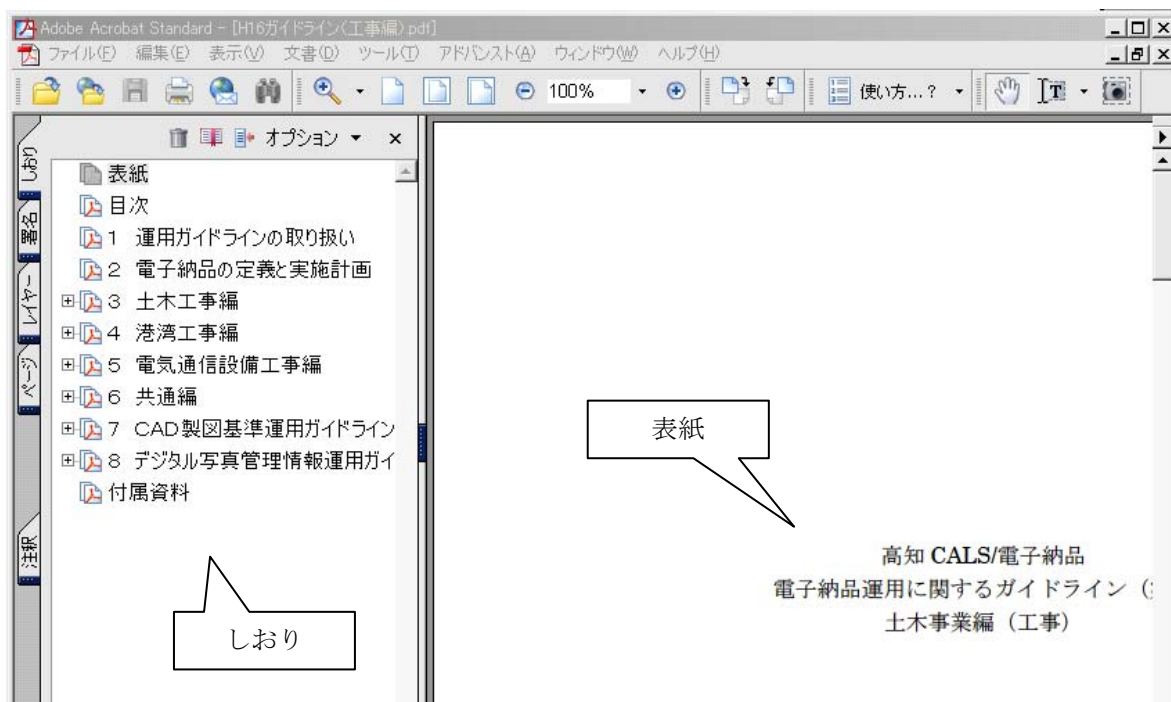 Adobe Acrobat Standard - [H16ガイドライン(工事編).pdf]
ファイル(F) 編集(E) 表示(V) 文書(D) ツール(T) アドバンスト(A) ウィンドウ(W) ヘルプ(H)
100% 使い方...?
しおり
署名
レイヤー
ページ
注釈
オプション
表紙
目次
1 運用ガイドラインの取り扱い
2 電子納品の定義と実施計画
3 土木工事編
4 港湾工事編
5 電気通信設備工事編
6 共通編
7 CAD製図基準運用ガイドライン
8 デジタル写真管理情報運用ガイ
付属資料
しおり
表紙
高知 CALS/電子納品
電子納品運用に関するガイドライン（
土木事業編（工事）